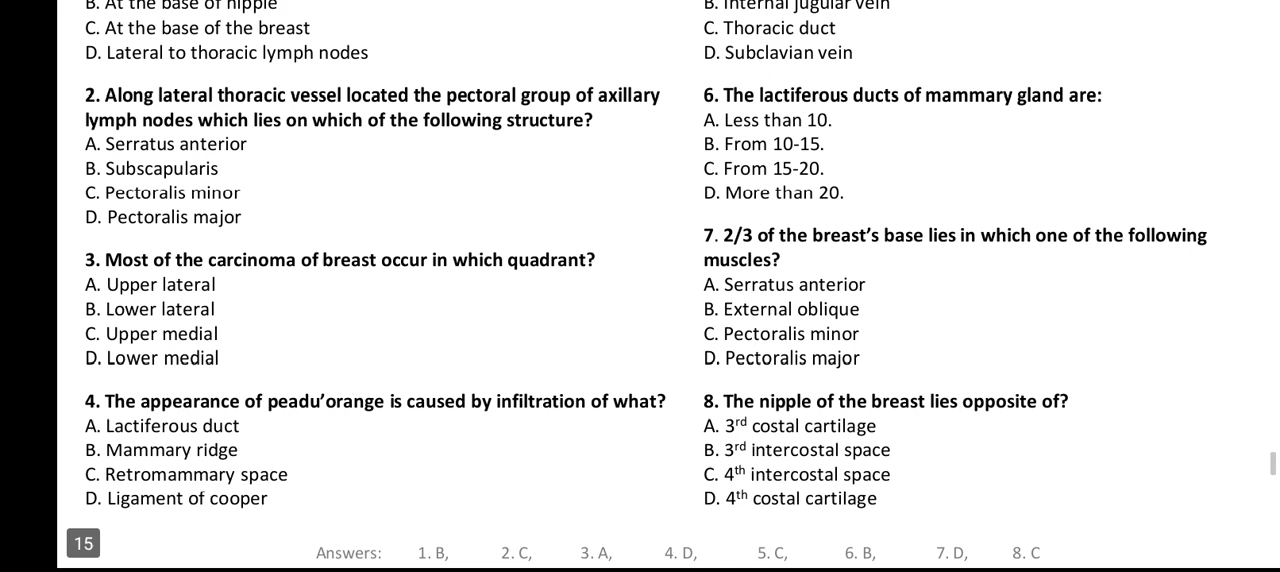 B. At the base of nipple
C. At the base of the breast
D. Lateral to thoracic lymph nodes
2. Along lateral thoracic vessel located the pectoral group of axillary
lymph nodes which lies on which of the following structure?
A. Serratus anterior
B. Subscapularis
C. Pectoralis minor
D. Pectoralis major
3. Most of the carcinoma of breast occur in which quadrant?
A. Upper lateral
B. Lower lateral
C. Upper medial
D. Lower medial
4. The appearance of peadu’orange is caused by infiltration of what?
A. Lactiferous duct
B. Mammary ridge
C. Retromammary space
D. Ligament of cooper
B. Internal jugular vein
C. Thoracic duct
D. Subclavian vein
6. The lactiferous ducts of mammary gland are:
A. Less than 10.
B. From 10-15.
C. From 15-20.
D. More than 20.
7. 2/3 of the breast’s base lies in which one of the following
muscles?
A. Serratus anterior
B. External oblique
C. Pectoralis minor
D. Pectoralis major
8. The nipple of the breast lies opposite of?
A. 3rd costal cartilage
B. 3rd intercostal space
C. 4th intercostal space
D. 4th costal cartilage
15
Answers: 1. B, 2. C, 3. A, 4. D, 5. C, 6. B, 7. D, 8. C